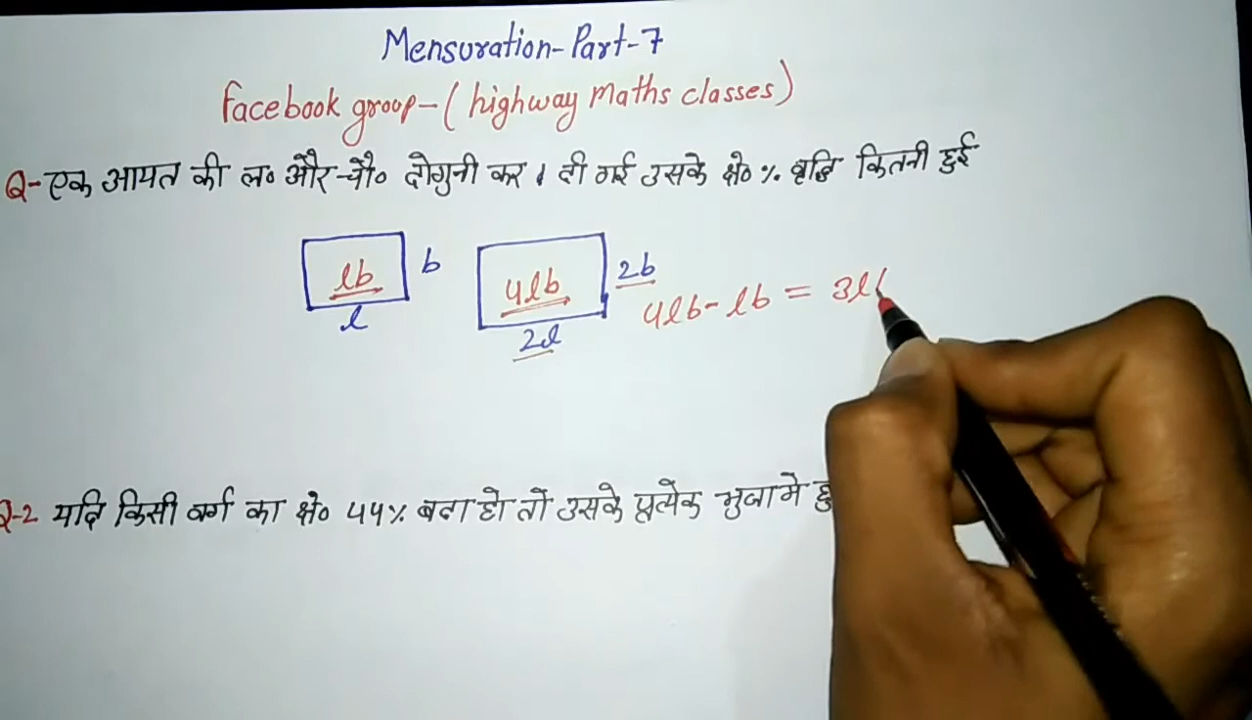 Mensuration-Part-7
Facebook group-(highway Maths classes)
Q-एक आयत की ल० और चौ० दोगुनी कर । दी गई उसके क्षे० % वृद्धि कितनी हुई
lb b 4lb 2b
4lb-lb = 3l
l 2l
Q-2 यदि किसी वर्ग का क्षे० 44% बढा हो तो उसके प्रत्येक भुजा मे